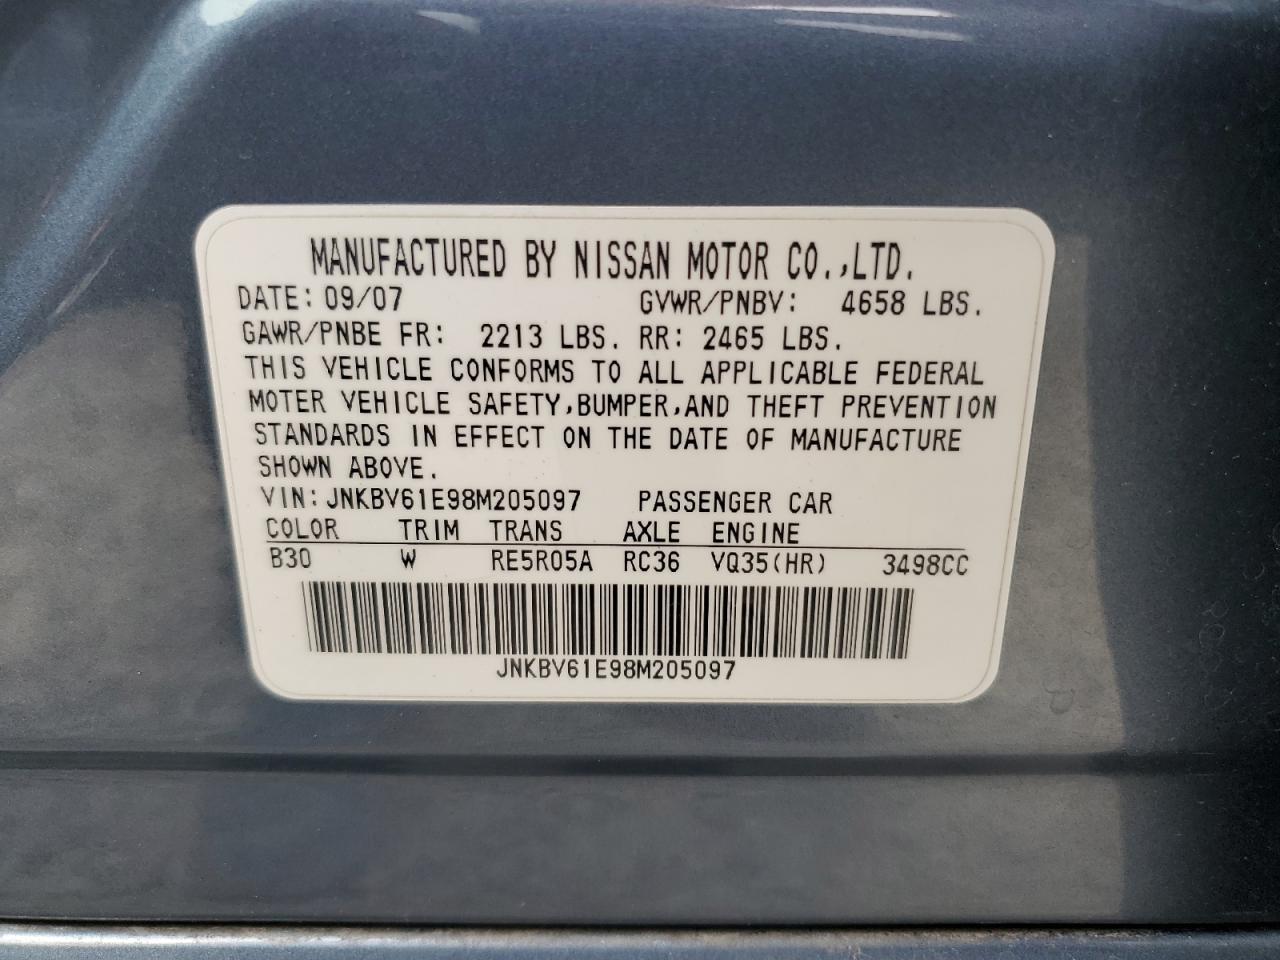 MANUFACTURED BY NISSAN MOTOR CO.,LTD.
DATE: 09/07 GVWR/PNBV: 4658 LBS.
GAWR/PNBE FR: 2213 LBS. RR: 2465 LBS.
THIS VEHICLE CONFORMS TO ALL APPLICABLE FEDERAL
MOTER VEHICLE SAFETY,BUMPER,AND THEFT PREVENTION
STANDARDS IN EFFECT ON THE DATE OF MANUFACTURE
SHOWN ABOVE.
VIN: JNKBV61E98M205097 PASSENGER CAR
COLOR TRIM TRANS AXLE ENGINE
B30 W RE5R05A RC36 VQ35(HR) 3498CC
JNKBV61E98M205097